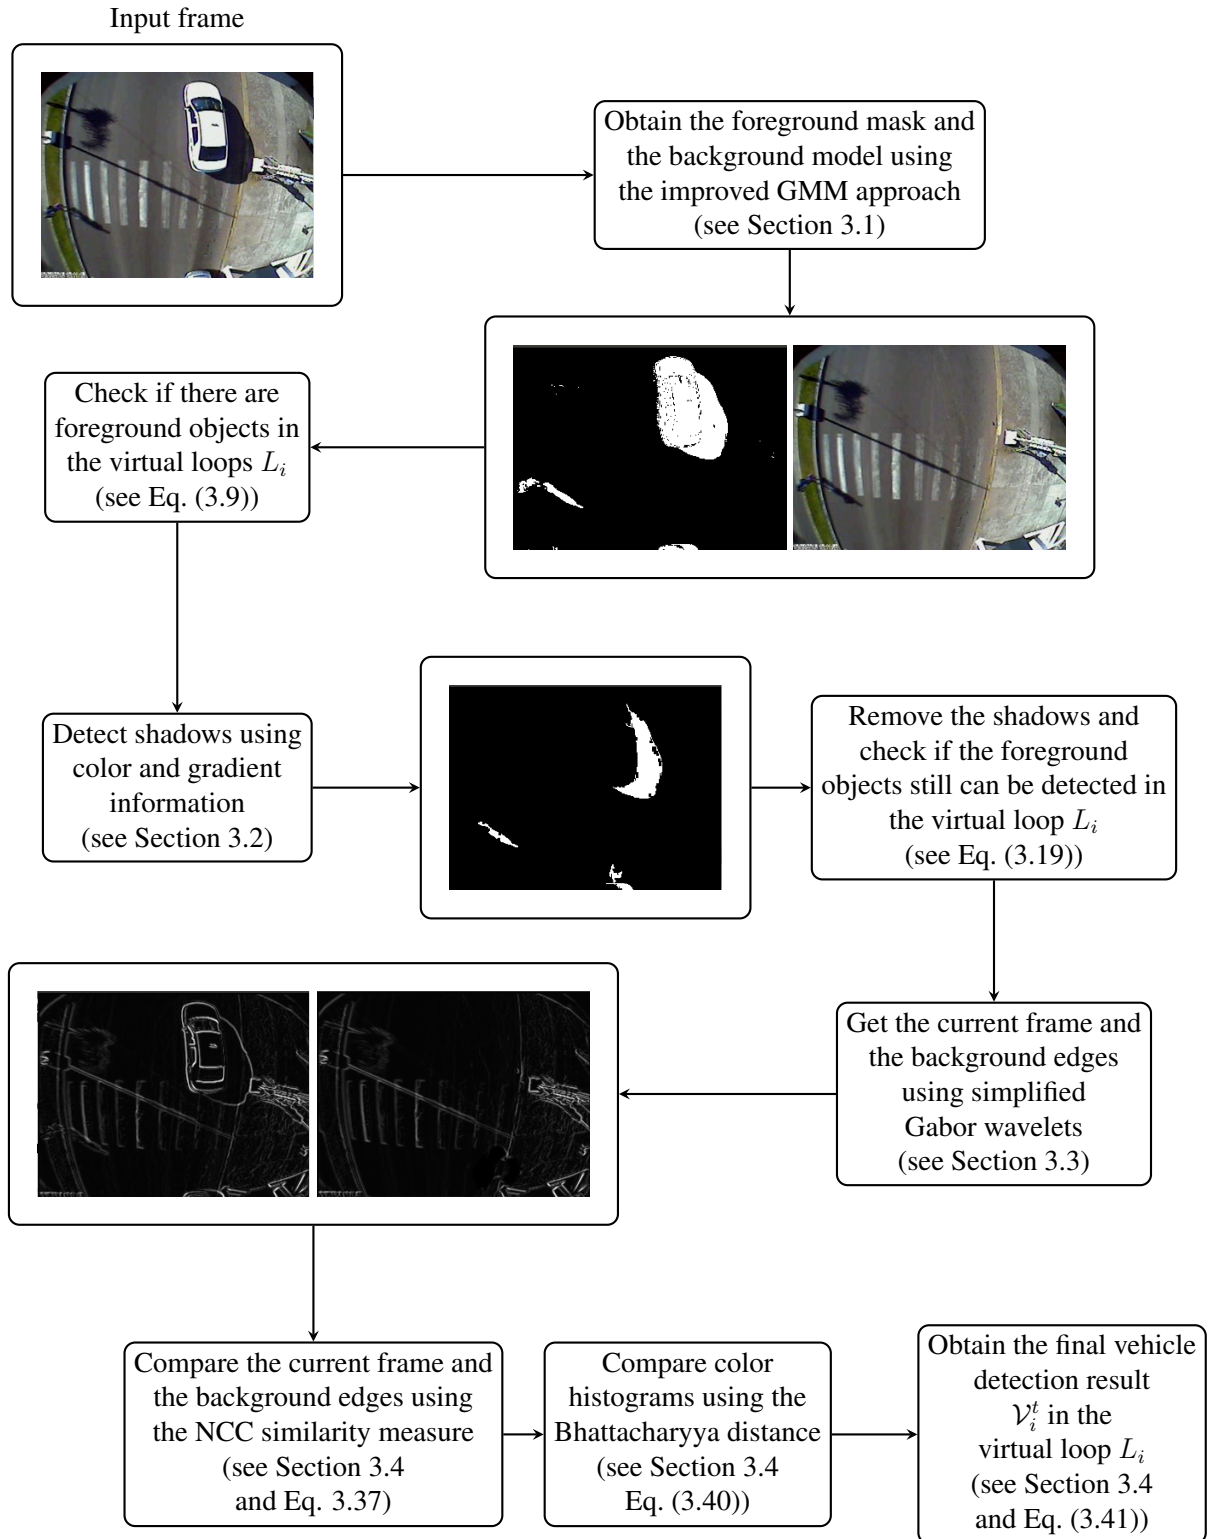 Input frame
Obtain the foreground mask and
the background model using
the improved GMM approach
(see Section 3.1)
Check if there are
foreground objects in
the virtual loops L_i
(see Eq. (3.9))
Detect shadows using
color and gradient
information
(see Section 3.2)
Remove the shadows and
check if the foreground
objects still can be detected in
the virtual loop L_i
(see Eq. (3.19))
Get the current frame and
the background edges
using simplified
Gabor wavelets
(see Section 3.3)
Compare the current frame and
the background edges using
the NCC similarity measure
(see Section 3.4
and Eq. 3.37)
Compare color
histograms using the
Bhattacharyya distance
(see Section 3.4
Eq. (3.40))
Obtain the final vehicle
detection result
𝒱_i^t in the
virtual loop L_i
(see Section 3.4
and Eq. (3.41))